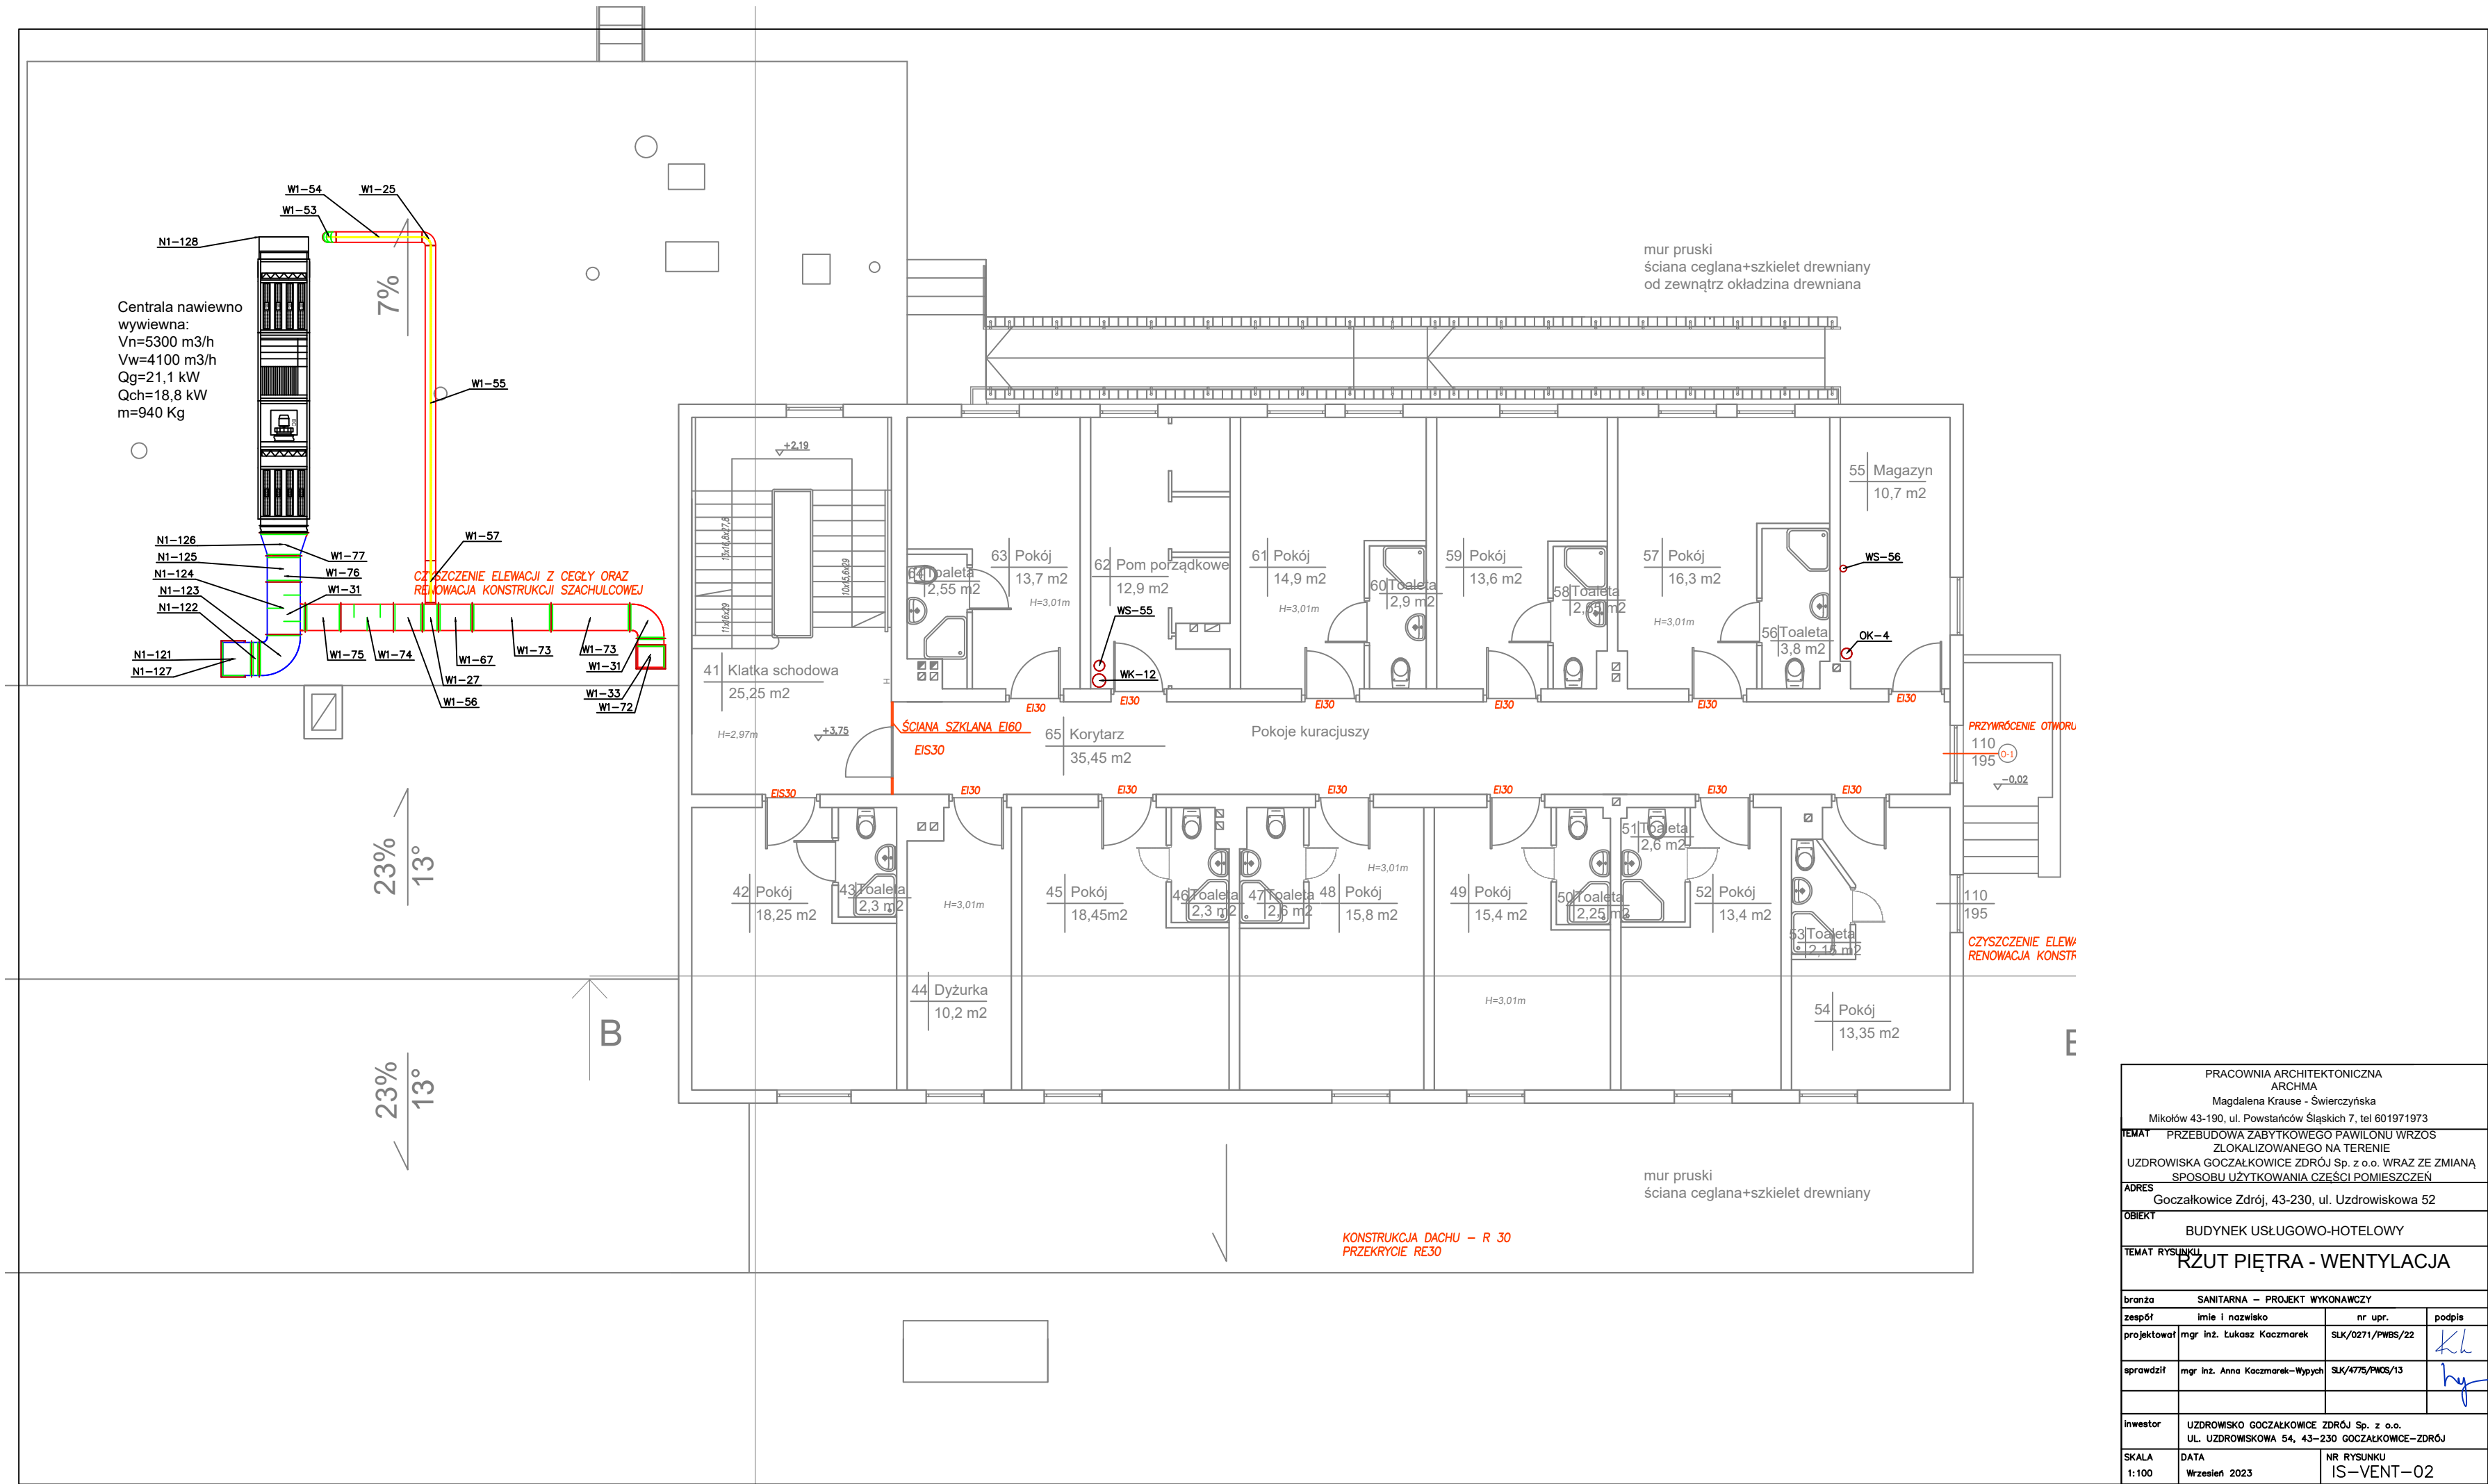 W1-54
W1-25
W1-53
N1-128
7%
Centrala nawiewno
wywiewna:
Vn=5300 m3/h
Vw=4100 m3/h
Qg=21,1 kW
Qch=18,8 kW
m=940 Kg
W1-55
N1-126
N1-125
N1-124
N1-123
N1-122
N1-121
N1-127
W1-77
W1-76
W1-31
W1-57
CZYSZCZENIE ELEWACJI Z CEGŁY ORAZ
RENOWACJA KONSTRUKCJI SZACHULCOWEJ
W1-75
W1-74
W1-56
W1-27
W1-67
W1-73
W1-73
W1-31
W1-33
W1-72
mur pruski
ściana ceglana+szkielet drewniany
od zewnątrz okładzina drewniana
+2,19
13x16,8x27,8
11x16x29
10x15,6x29
41 Klatka schodowa
25,25 m2
H=2,97m
+3,75
H
63 Pokój
13,7 m2
H=3,01m
64 Toaleta
2,55 m2
62 Pom porządkowe
12,9 m2
WS-55
WK-12
61 Pokój
14,9 m2
H=3,01m
60 Toaleta
2,9 m2
59 Pokój
13,6 m2
58 Toaleta
57 Pokój
16,3 m2
H=3,01m
56 Toaleta
3,8 m2
55 Magazyn
10,7 m2
WS-56
OK-4
EI30
EI30
EI30
EI30
EI30
EI30
ŚCIANA SZKLANA EI60
EIS30
65 Korytarz
35,45 m2
Pokoje kuracjuszy
PRZYWRÓCENIE OTWORU
110
195
D-1
-0,02
EIS30
EI30
EI30
EI30
EI30
EI30
EI30
42 Pokój
18,25 m2
43 Toaleta
2,3 m2
H=3,01m
44 Dyżurka
10,2 m2
45 Pokój
18,45m2
46 Toaleta
2,3 m2
47 Toaleta
2,6 m2
48 Pokój
15,8 m2
H=3,01m
49 Pokój
15,4 m2
H=3,01m
50 Toaleta
2,25 m2
51 Toaleta
2,6 m2
52 Pokój
13,4 m2
53 Toaleta
2,15 m2
54 Pokój
13,35 m2
110
195
CZYSZCZENIE ELEWA
RENOWACJA KONSTR
23%
13°
23%
13°
B
mur pruski
ściana ceglana+szkielet drewniany
KONSTRUKCJA DACHU - R 30
PRZEKRYCIE RE30
PRACOWNIA ARCHITEKTONICZNA
ARCHMA
Magdalena Krause - Świerczyńska
Mikołów 43-190, ul. Powstańców Śląskich 7, tel 601971973
TEMAT PRZEBUDOWA ZABYTKOWEGO PAWILONU WRZOS
ZLOKALIZOWANEGO NA TERENIE
UZDROWISKA GOCZAŁKOWICE ZDRÓJ Sp. z o.o. WRAZ ZE ZMIANĄ
SPOSOBU UŻYTKOWANIA CZĘŚCI POMIESZCZEŃ
ADRES
Goczałkowice Zdrój, 43-230, ul. Uzdrowiskowa 52
OBIEKT
BUDYNEK USŁUGOWO-HOTELOWY
TEMAT RYSUNKU
RZUT PIĘTRA - WENTYLACJA
branża SANITARNA - PROJEKT WYKONAWCZY
zespół imie i nazwisko nr upr. podpis
projektował mgr inż. Łukasz Kaczmarek SLK/0271/PWBS/22
sprawdził mgr inż. Anna Kaczmarek-Wypych SLK/4775/PWOS/13
inwestor UZDROWISKO GOCZAŁKOWICE ZDRÓJ Sp. z o.o.
UL. UZDROWISKOWA 54, 43-230 GOCZAŁKOWICE-ZDRÓJ
SKALA DATA NR RYSUNKU
1:100 Wrzesień 2023 IS-VENT-02